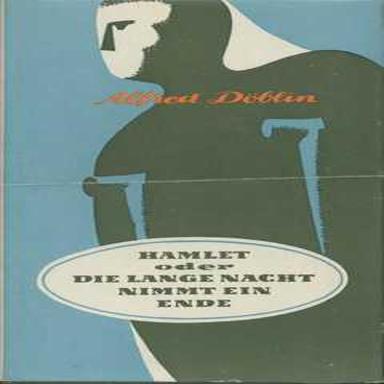 Alfred Döblin
HAMLET
oder
DIE LANGE NACHT
NIMMT EIN
ENDE